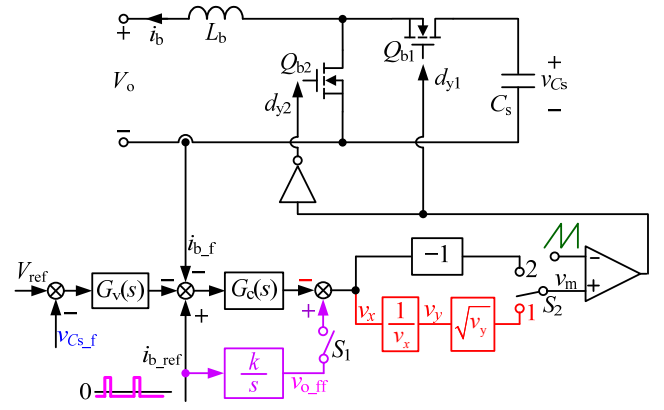 +
i_b
L_b
V_o
−
Q_b2
d_y2
Q_b1
d_y1
C_s
+
v_Cs
−
i_b_f
V_ref
−
v_Cs_f
G_v(s)
−
−
+
G_c(s)
−
+
−1
2
S_2
1
v_m
−
+
v_x
1/v_x
v_y
√v_y
S_1
i_b_ref
0
k/s
v_o_ff